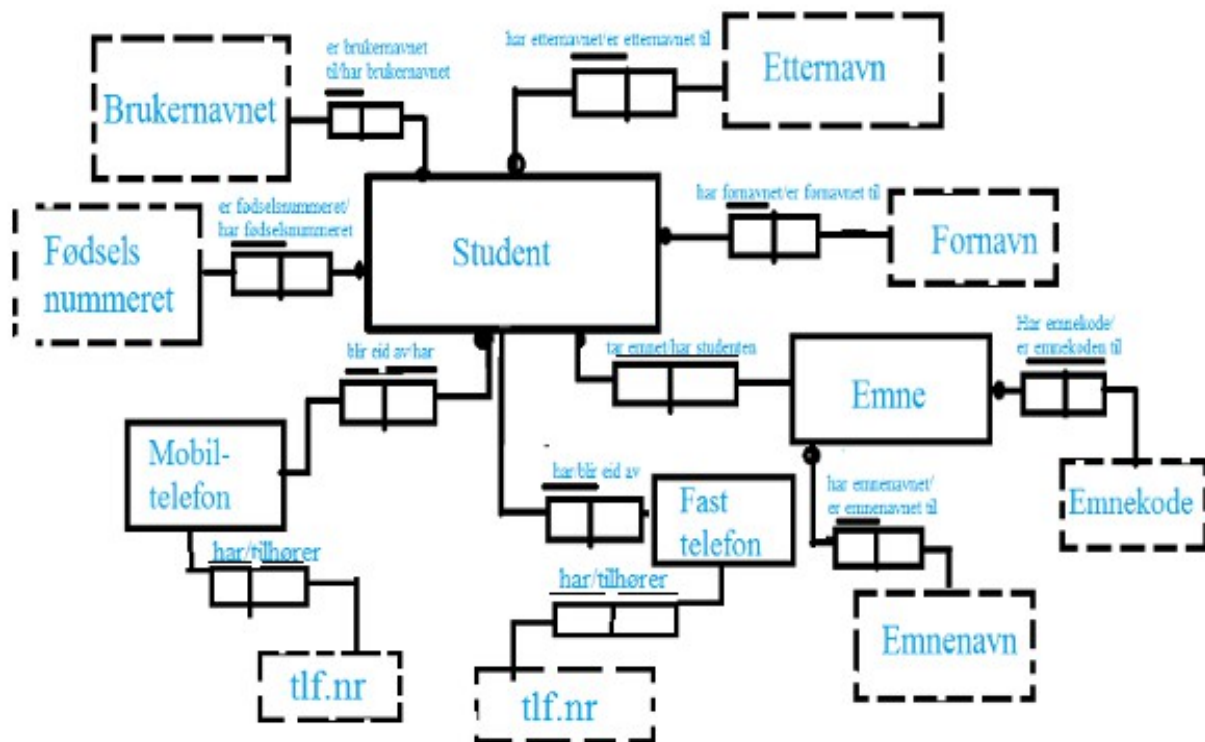 er brukernavnet
til/har brukernavnet
har etternavnet/er etternavnet til
Etternavn
Brukernavnet
er fødselsnummeret/
har fødselsnummeret
har fornavnet/er fornavnet til
Fødsels
nummeret
Student
Fornavn
blir eid av/har
tar emnet/har studenten
Har emnekode/
er emnekoden til
Emne
Mobil-
telefon
har/blir eid av
Fast
telefon
har emnenavnet/
er emnenavnet til
Emnekode
har/tilhører
har/tilhører
Emnenavn
tlf.nr
tlf.nr